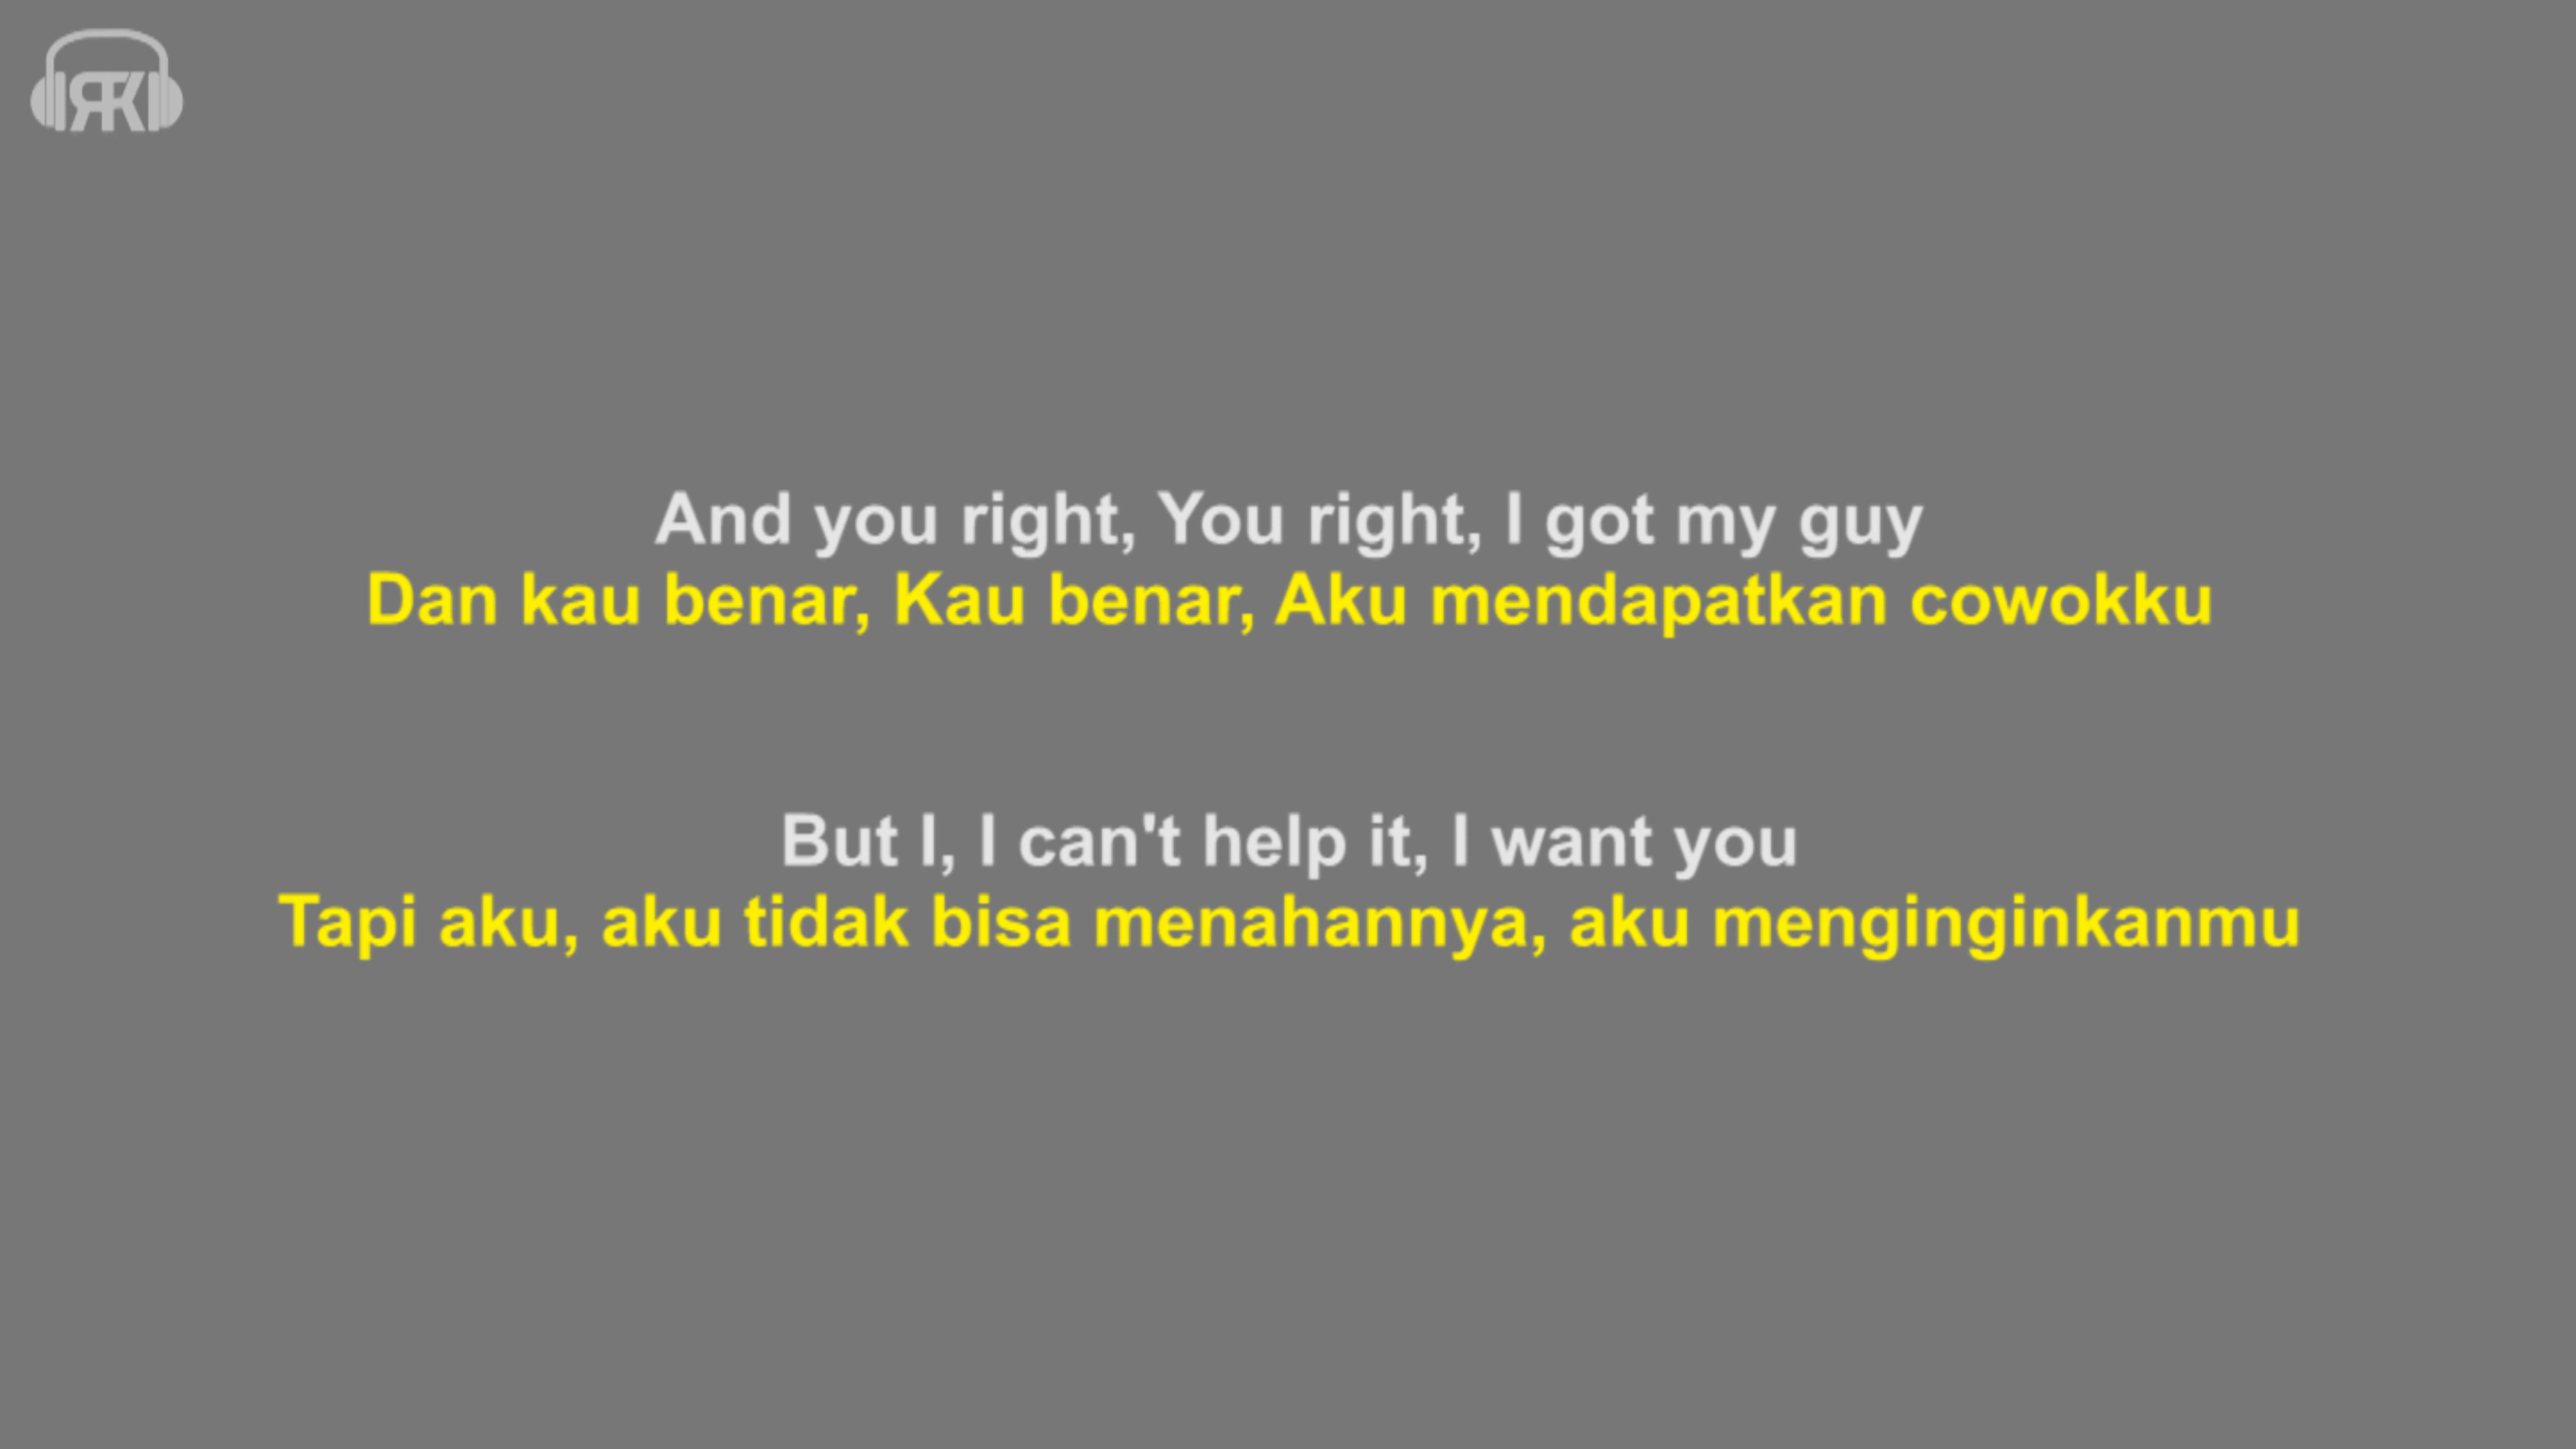 And you right, You right, I got my guy
Dan kau benar, Kau benar, Aku mendapatkan cowokku
But I, I can't help it, I want you
Tapi aku, aku tidak bisa menahannya, aku menginginkanmu